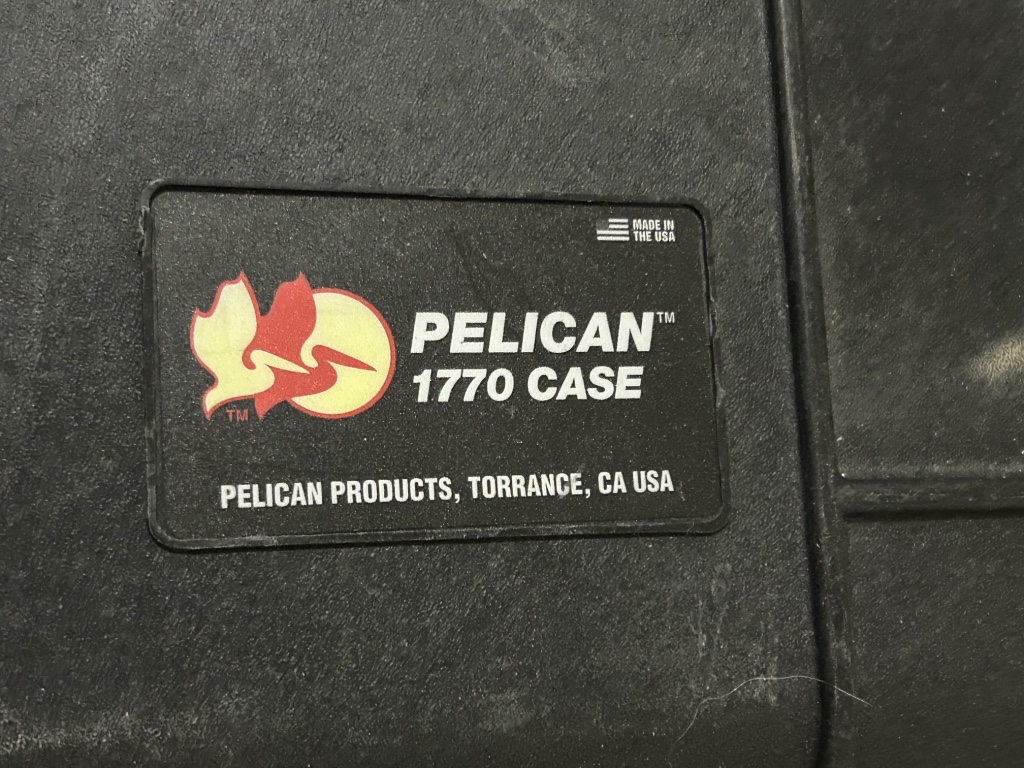 MADE IN
THE USA
PELICAN™
1770 CASE
TM
PELICAN PRODUCTS, TORRANCE, CA USA